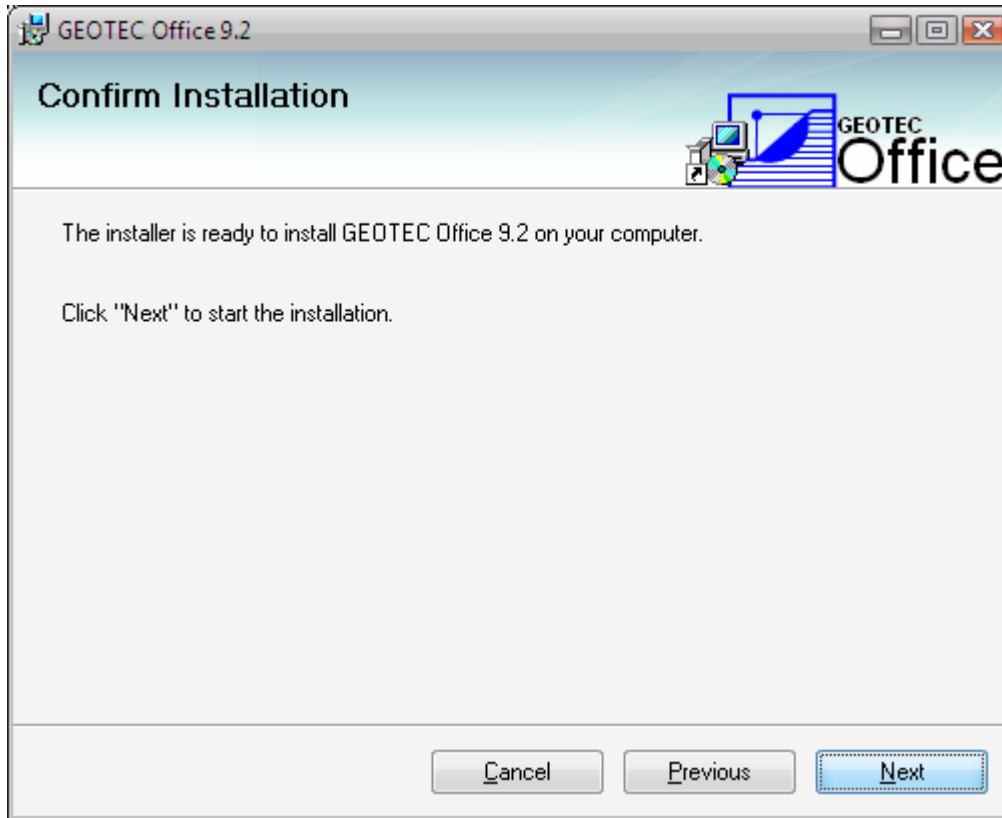 GEOTEC Office 9.2
Confirm Installation
GEOTEC
Office
The installer is ready to install GEOTEC Office 9.2 on your computer.
Click "Next" to start the installation.
Cancel
Previous
Next